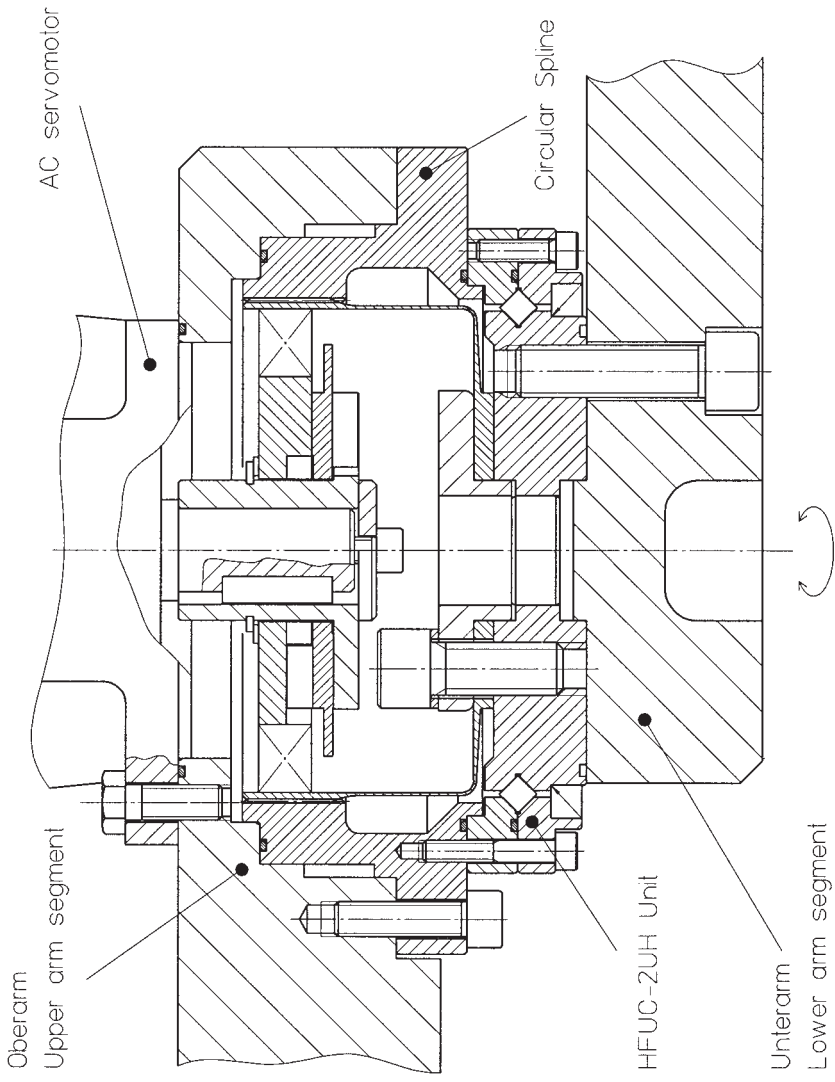 AC servomotor
Circular Spline
Oberarm
Upper arm segment
HFUC-2UH Unit
Unterarm
Lower arm segment